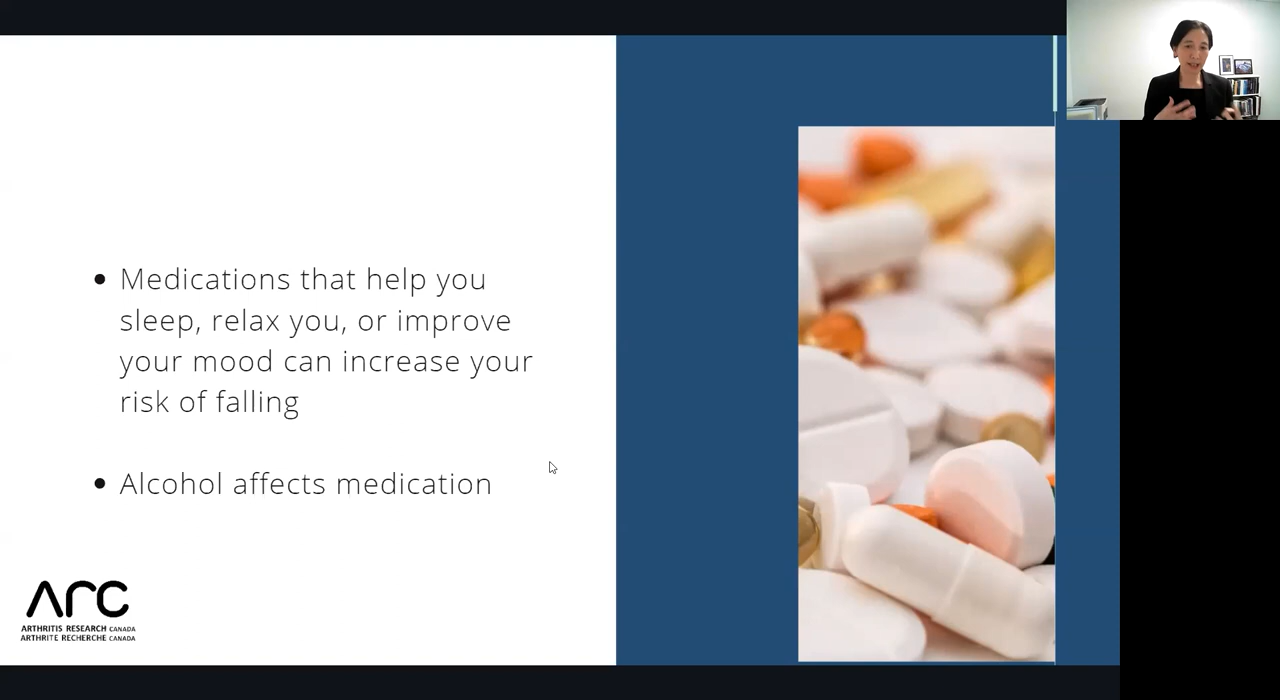 • Medications that help you
sleep, relax you, or improve
your mood can increase your
risk of falling
• Alcohol affects medication
arc
ARTHRITIS RESEARCH CANADA
ARTHRITE RECHERCHE CANADA